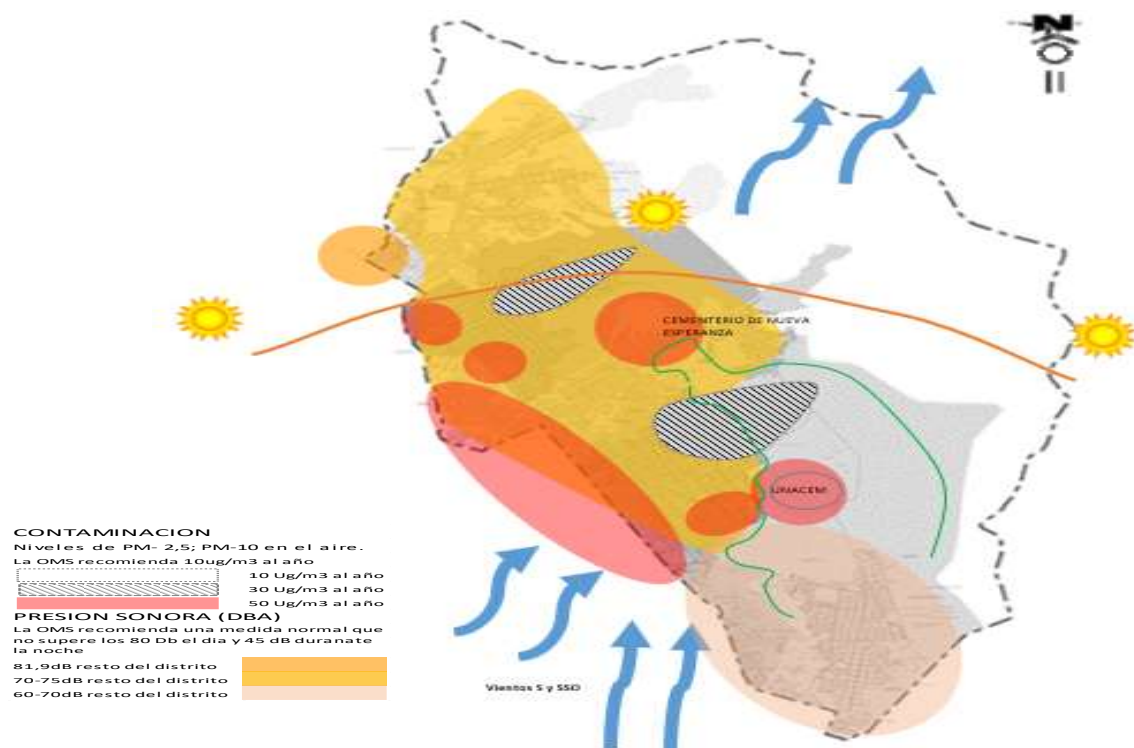 N
CEMENTERIO DE NUEVA
ESPERANZA
UNACEM
CONTAMINACION
Niveles de PM- 2,5; PM-10 en el aire.
La OMS recomienda 10ug/m3 al año
10 Ug/m3 al año
30 Ug/m3 al año
50 Ug/m3 al año
PRESION SONORA (DBA)
La OMS recomienda una medida normal que
no supere los 80 Db el dia y 45 dB duranate
la noche
81,9dB resto del distrito
70-75dB resto del distrito
60-70dB resto del distrito
Vientos S y SSO